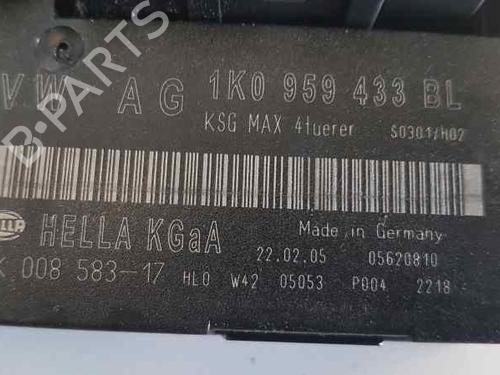 VW AG 1K0 959 433 BL
KSG MAX 4tuerer S0301/H02
HELLA KGaA Made in Germany
22.02.05 05620810
K 008 583-17 HL0 W42 05053 P004 2218